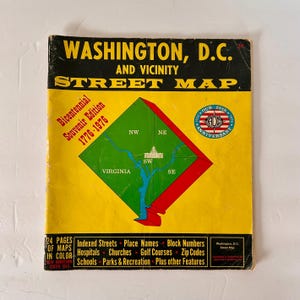 WASHINGTON, D.C.
AND VICINITY
STREET MAP
Bicentennial
Souvenir Edition
1776-1976
NW NE
SW
VIRGINIA SE
24 PAGES
OF MAPS
IN COLOR
Indexed Streets · Place Names · Block Numbers
Hospitals · Churches · Golf Courses · Zip Codes
Schools · Parks & Recreation · Plus other Features
Washington, D.C.
Street Map